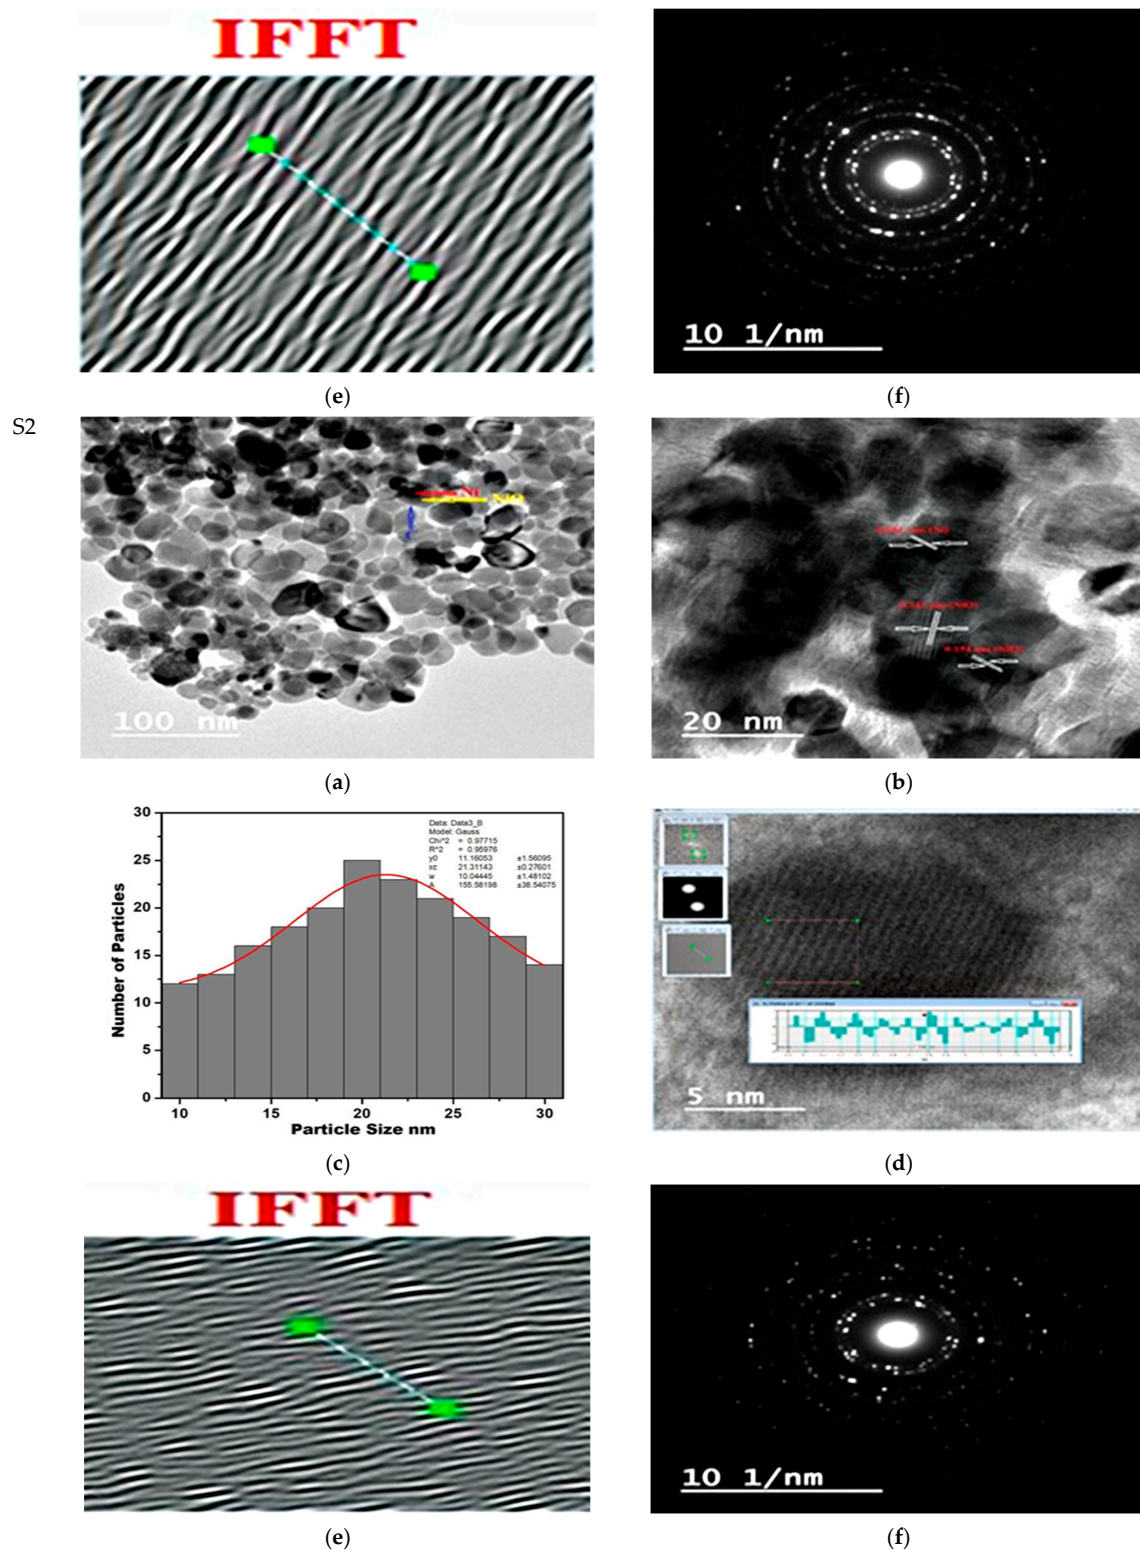 IFFT
10 1/nm
(e)
(f)
S2
Ni
NiO
C
100 nm
20 nm
(a)
(b)
30
25
20
15
10
5
0
Number of Particles
Data: Data3_B
Model: Gauss
Chi^2 = 0.97715
R^2 = 0.95976
y0 11.16053 ±1.56095
xc 21.31143 ±0.27601
w 10.04445 ±1.48102
A 155.58198 ±38.54075
10 15 20 25 30
Particle Size nm
5 nm
(c)
(d)
IFFT
10 1/nm
(e)
(f)